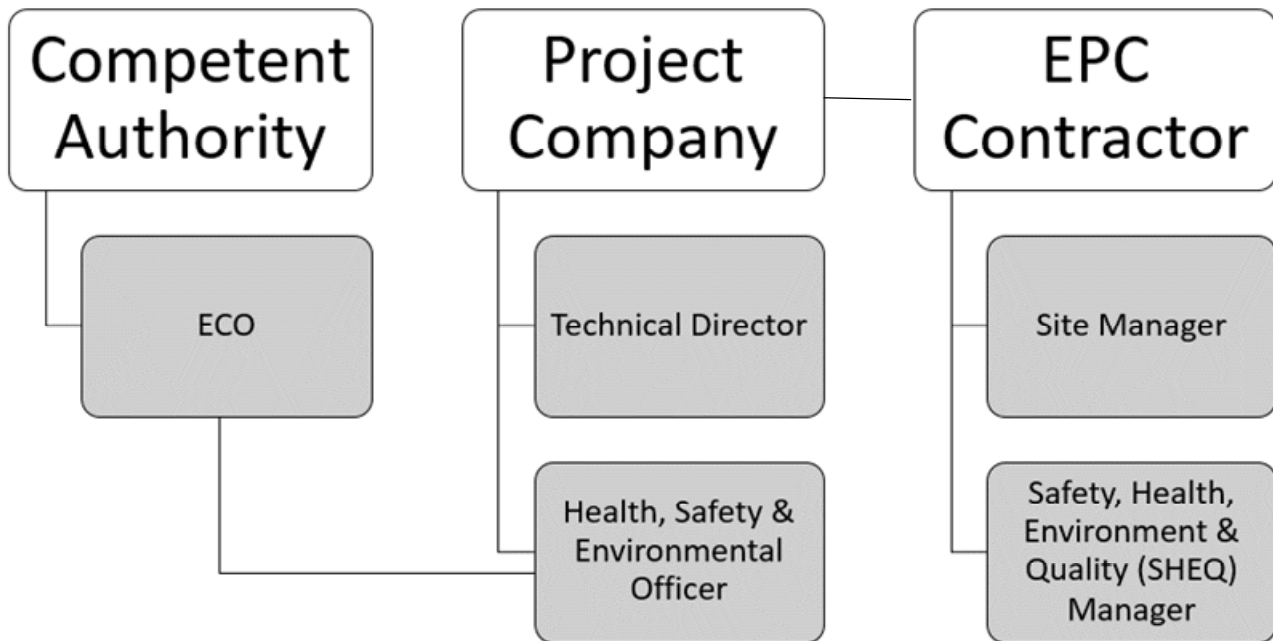 Competent
Authority
Project
Company
EPC
Contractor
ECO
Technical Director
Site Manager
Health, Safety &
Environmental
Officer
Safety, Health,
Environment &
Quality (SHEQ)
Manager